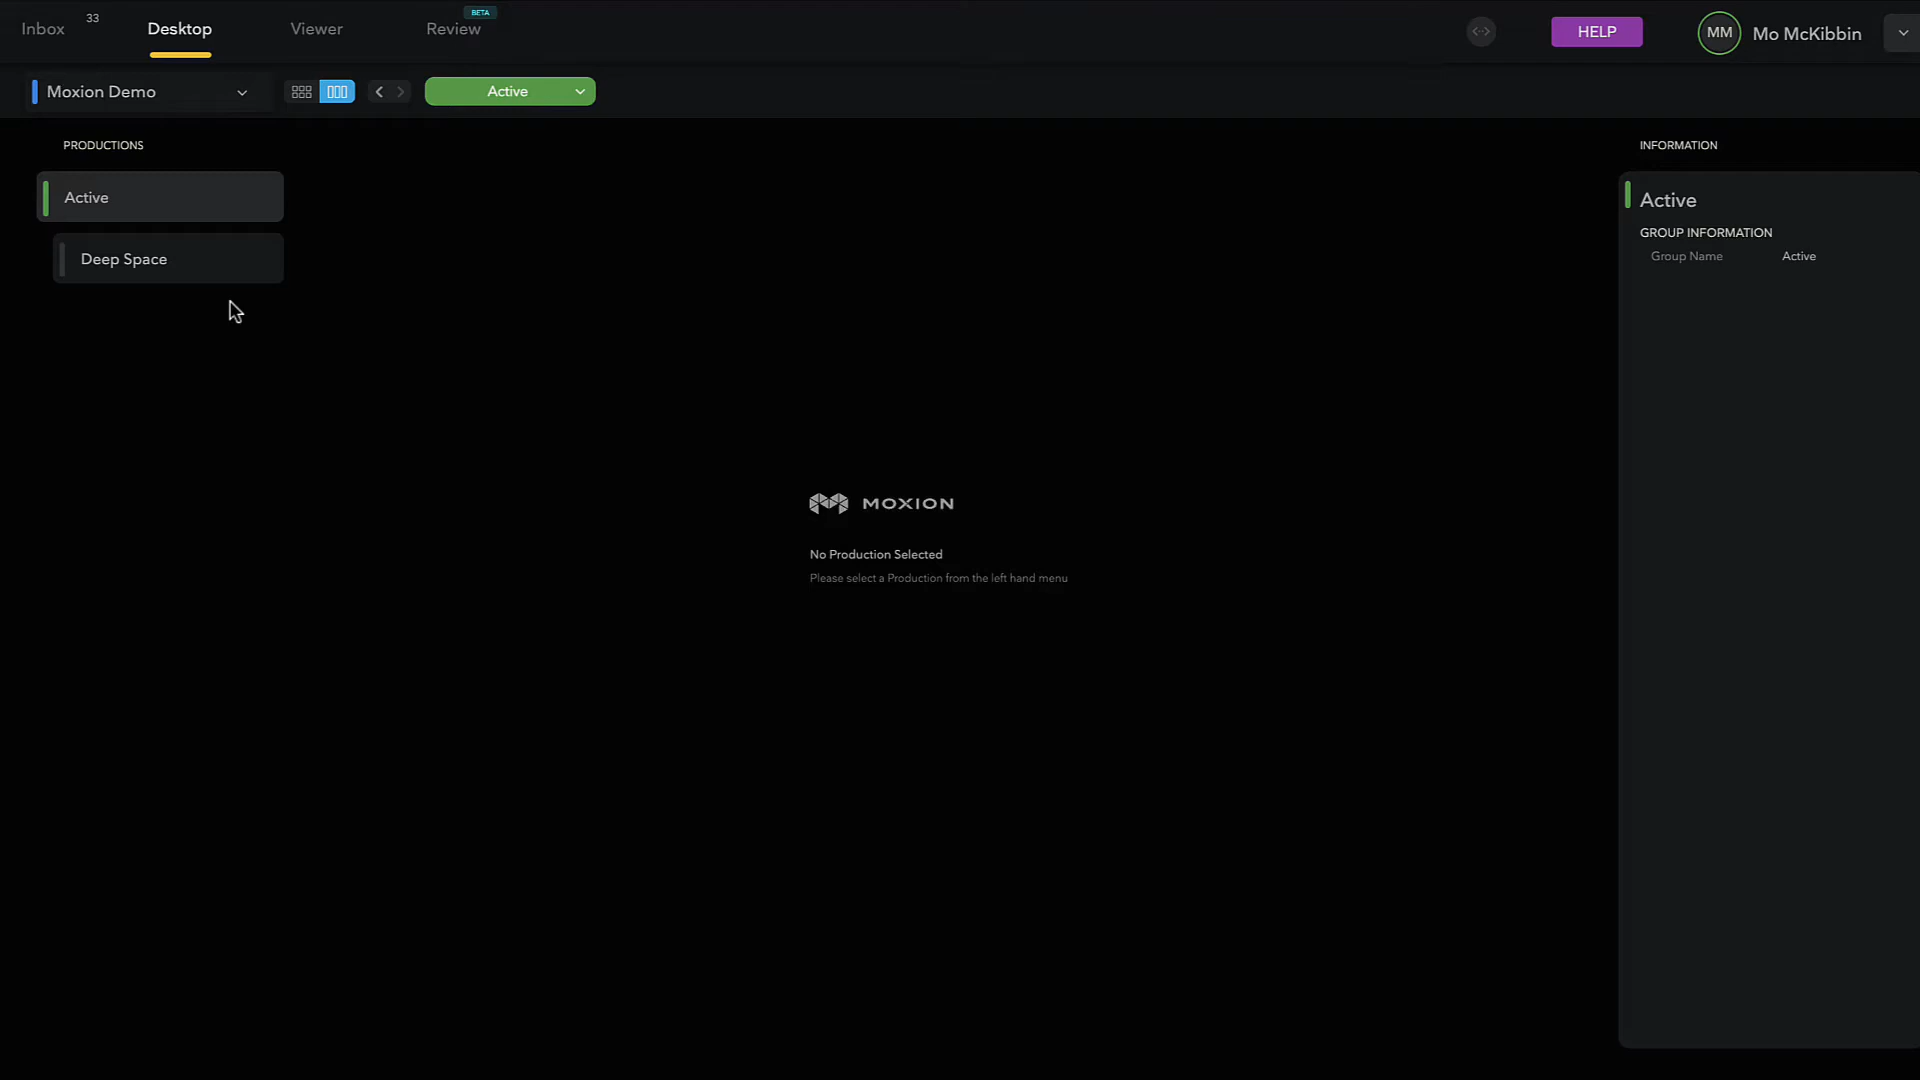 Inbox 33 Desktop Viewer Review BETA HELP MM Mo McKibbin
Moxion Demo Active
PRODUCTIONS
Active
Deep Space
MOXION
No Production Selected
Please select a Production from the left hand menu
INFORMATION
Active
GROUP INFORMATION
Group Name Active